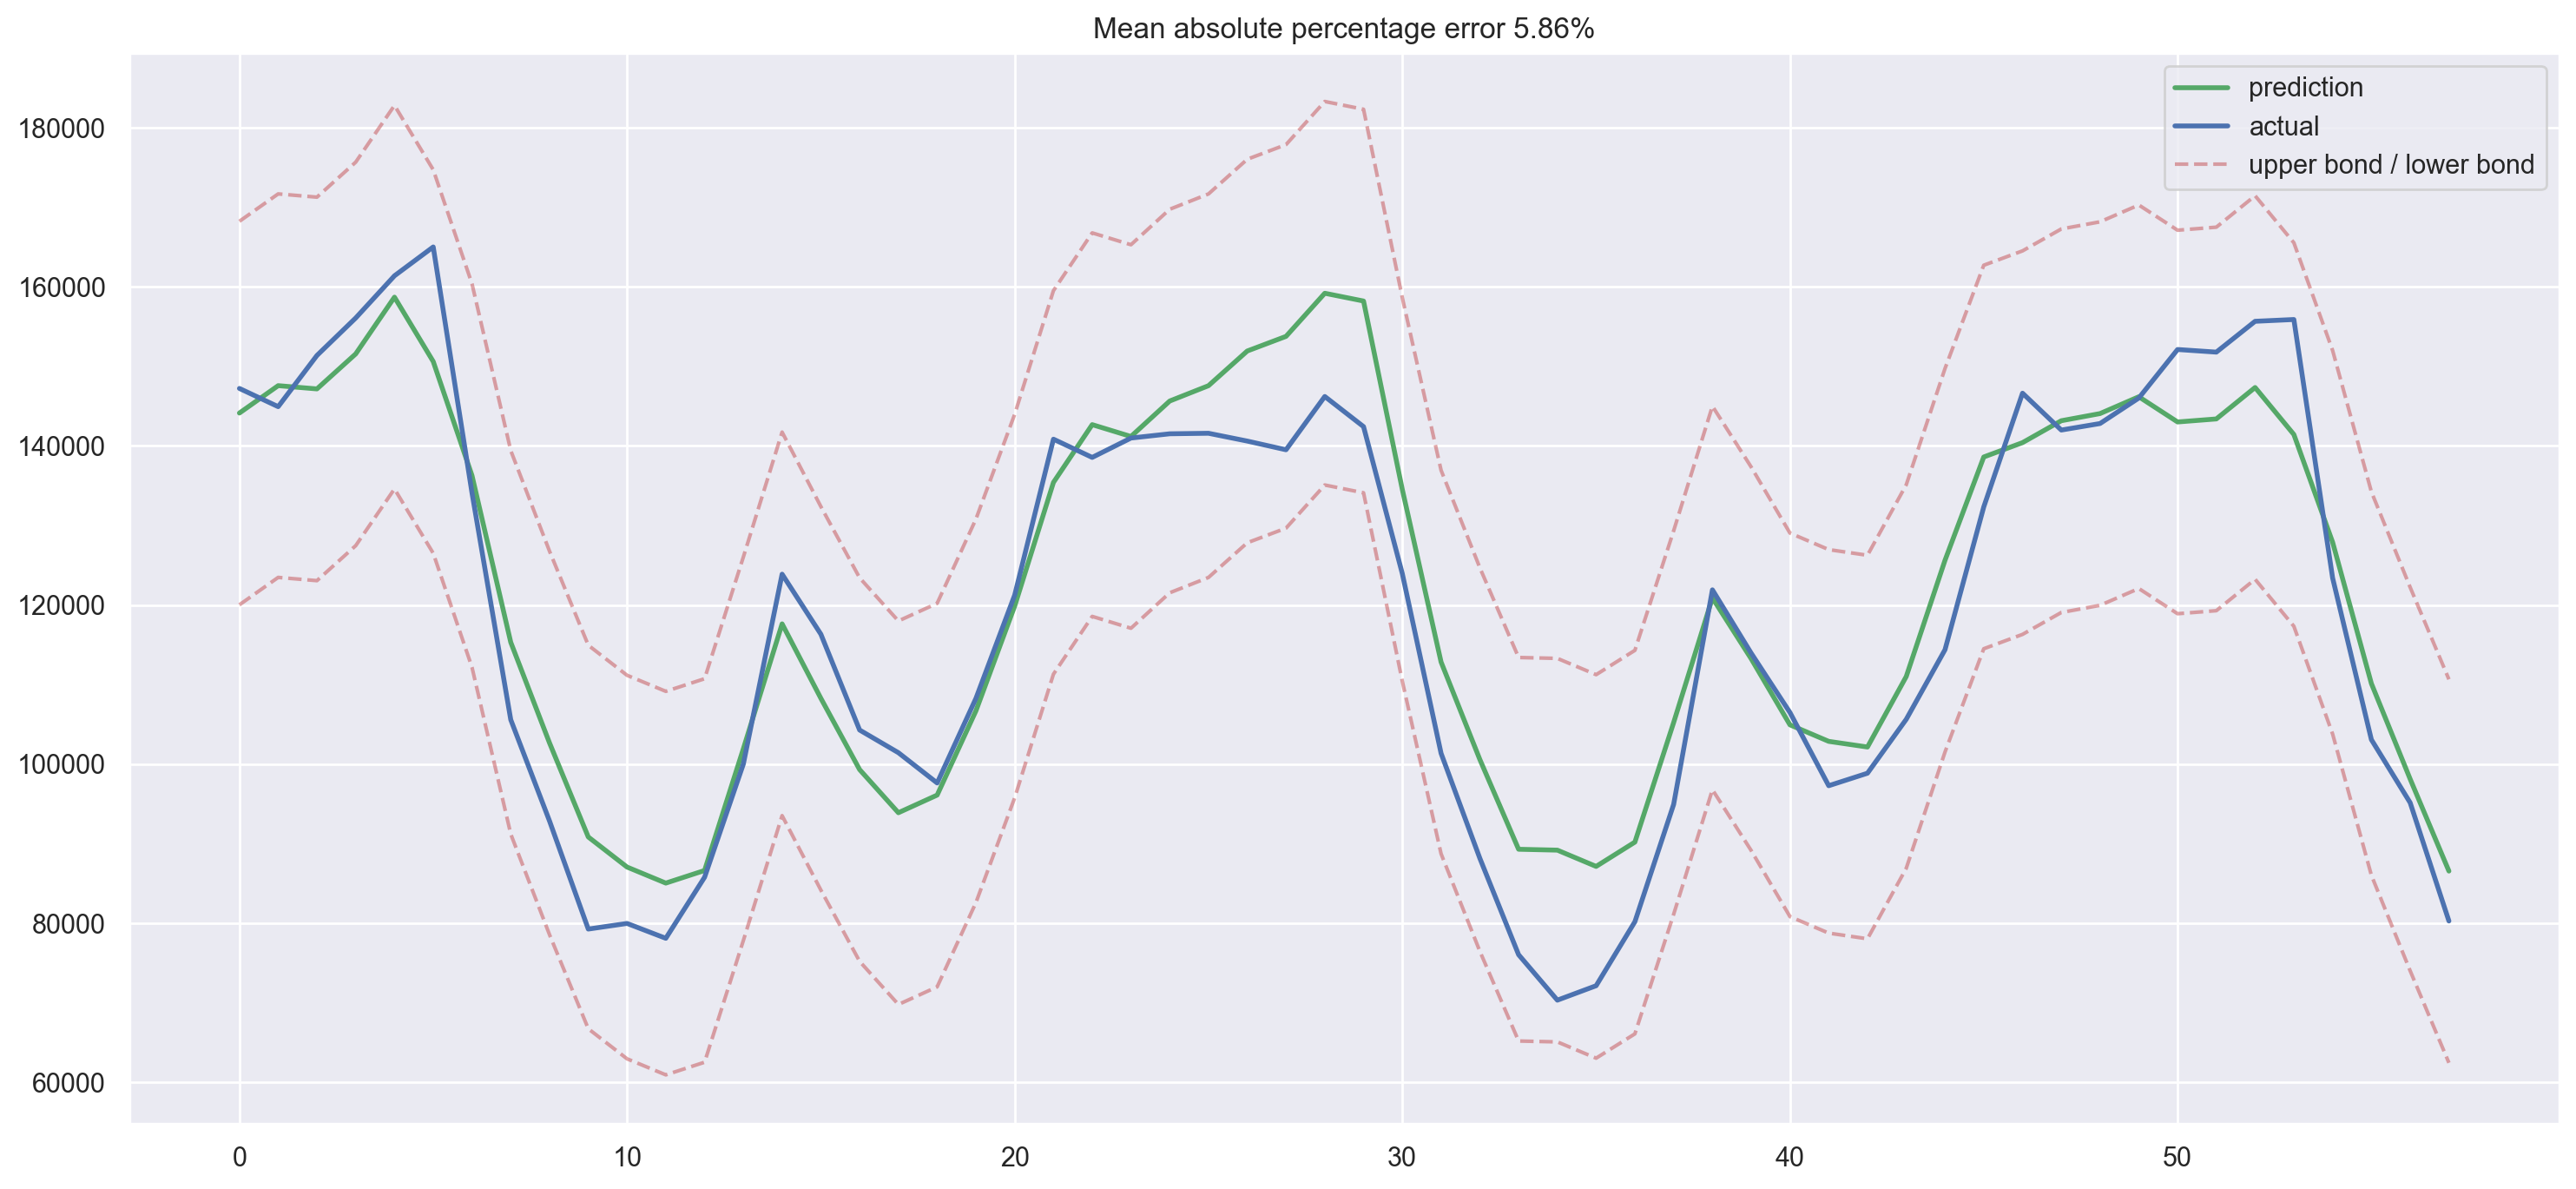 Mean absolute percentage error 5.86%
prediction
actual
upper bond / lower bond
180000
160000
140000
120000
100000
80000
60000
0 10 20 30 40 50